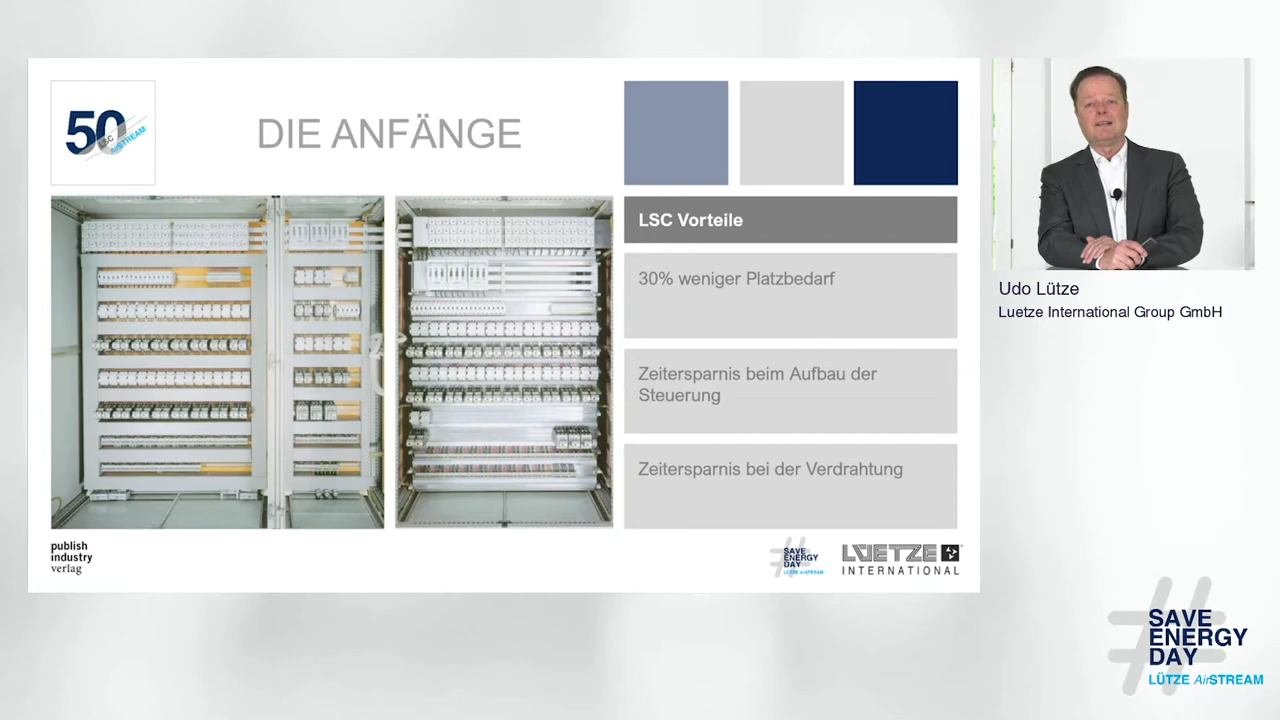 50
LSC
AirSTREAM
DIE ANFÄNGE
LSC Vorteile
30% weniger Platzbedarf
Zeitersparnis beim Aufbau der
Steuerung
Zeitersparnis bei der Verdrahtung
publish
industry
verlag
#
SAVE
ENERGY
DAY
LÜTZE AirSTREAM
LUETZE
INTERNATIONAL
Udo Lütze
Luetze International Group GmbH
#
SAVE
ENERGY
DAY
LÜTZE AirSTREAM